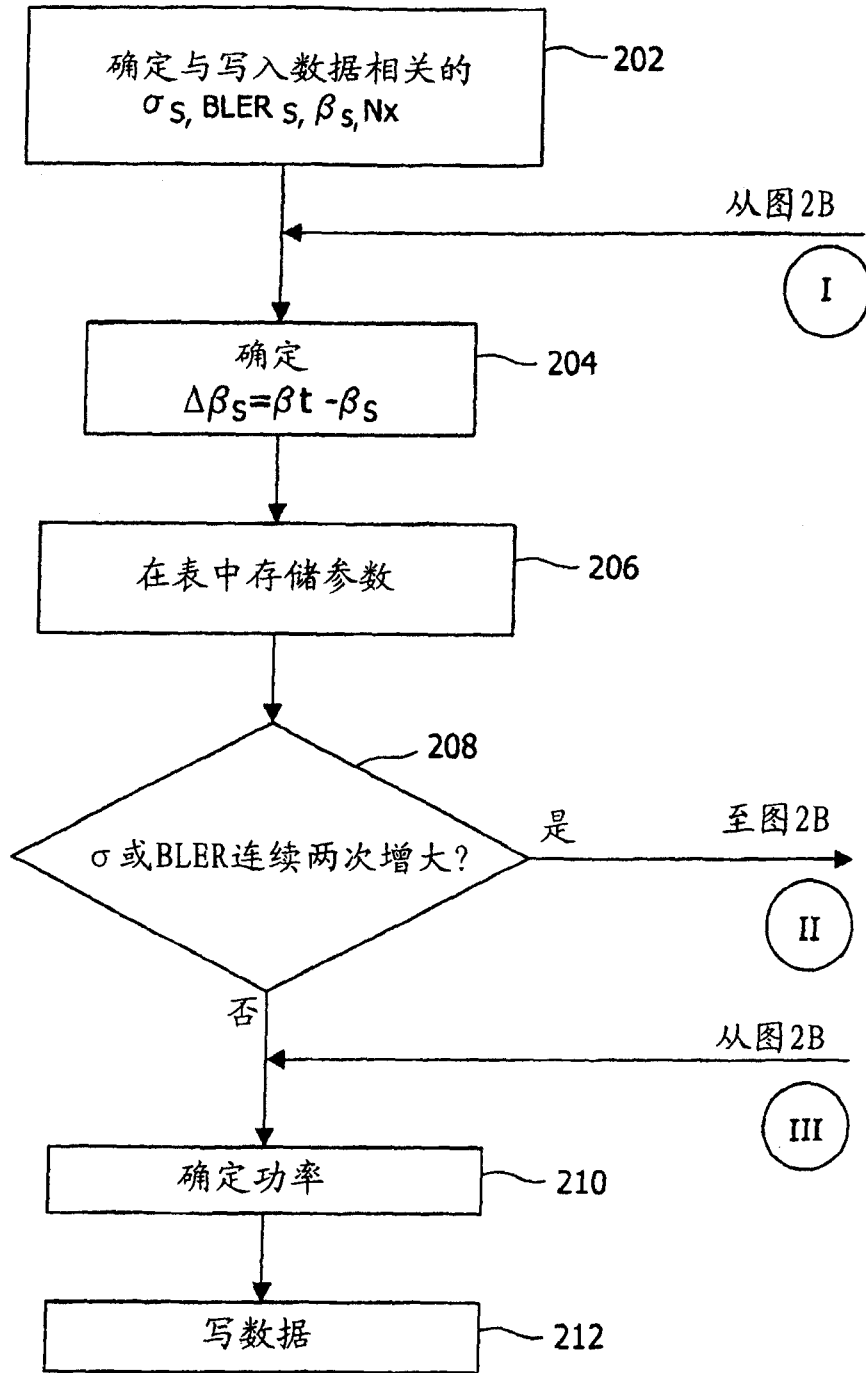 确定与写入数据相关的
σS, BLER S, βS, Nx
202
从图2B
I
确定
ΔβS=βt -βS
204
在表中存储参数
206
208
σ或BLER连续两次增大?
是
至图2B
II
否
从图2B
III
确定功率
210
写数据
212